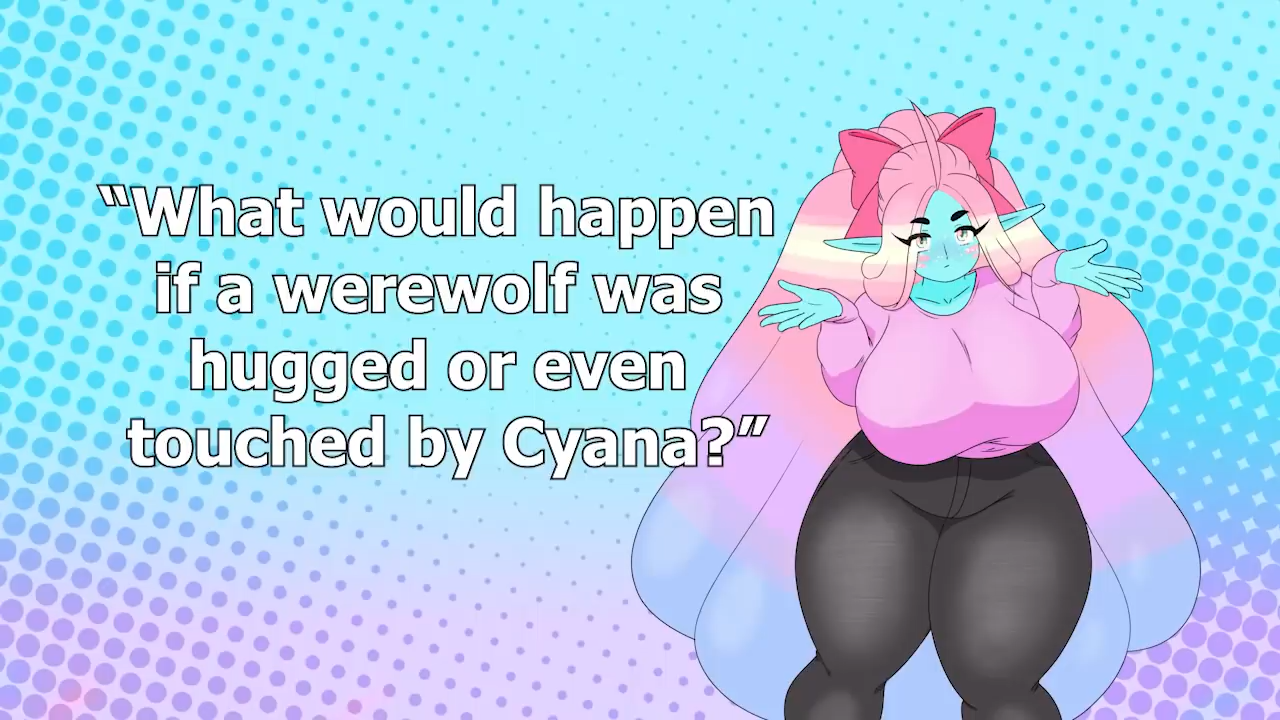 “What would happen
if a werewolf was
hugged or even
touched by Cyana?”